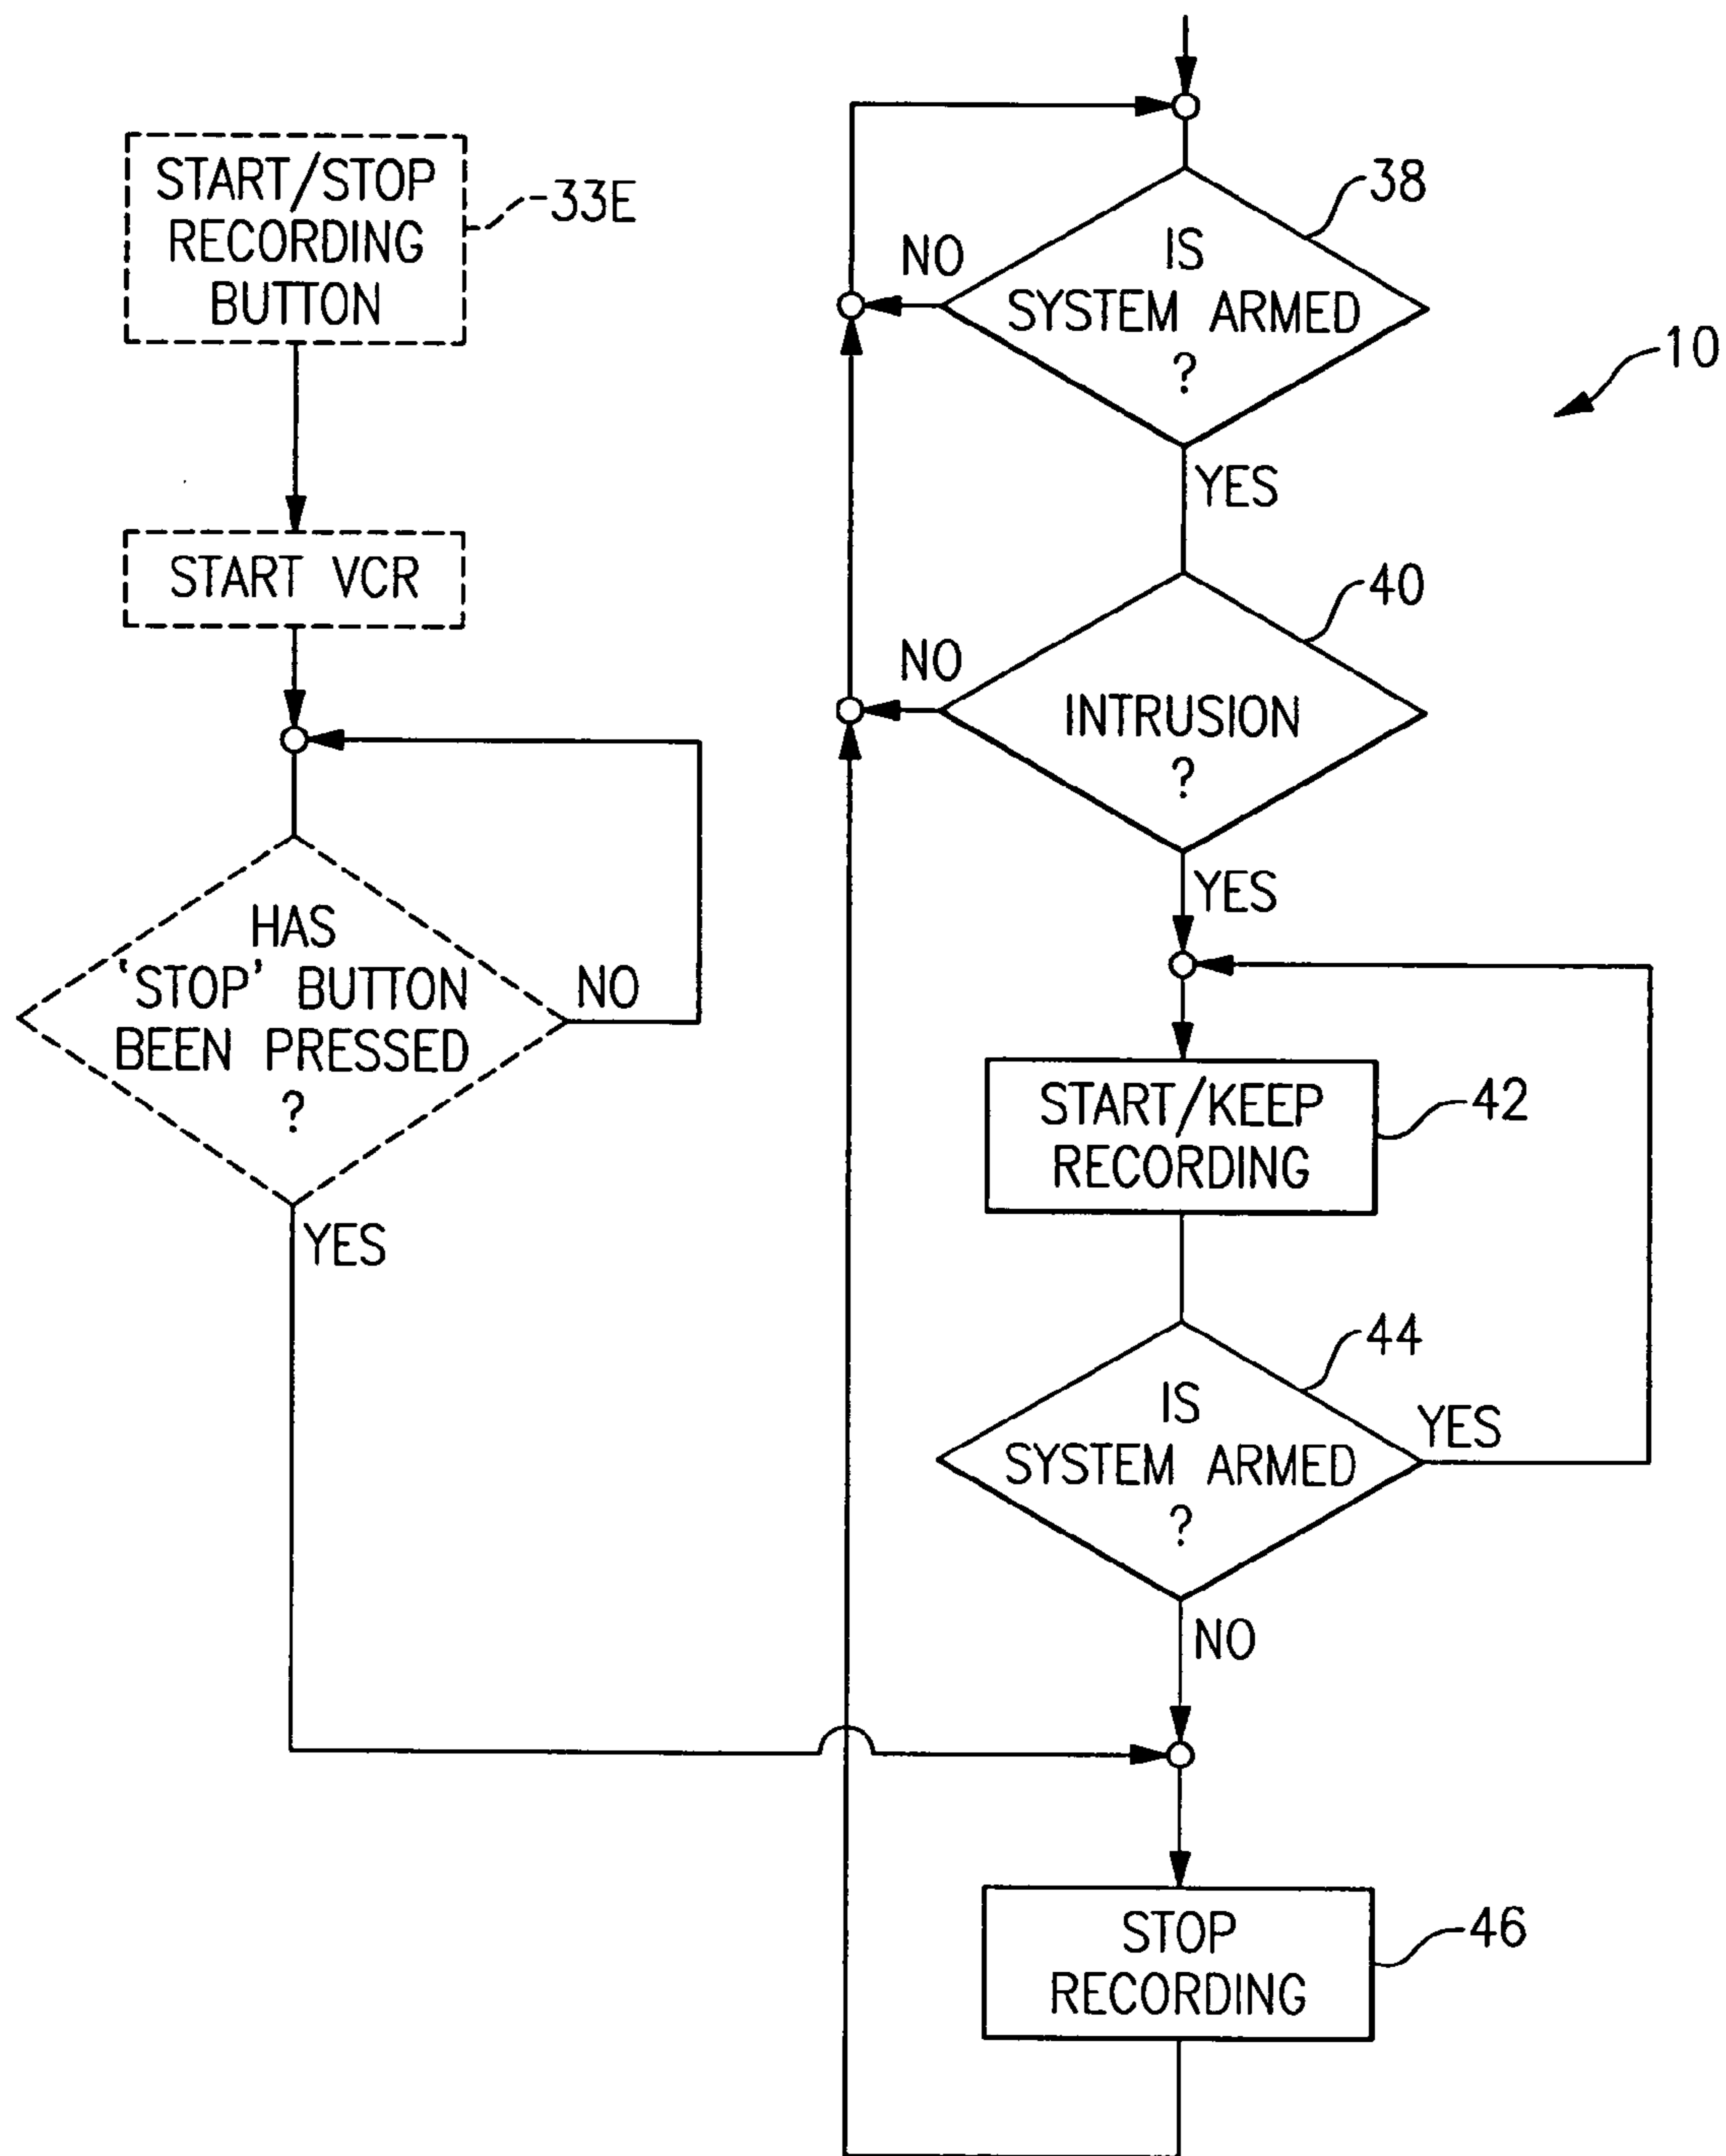 START/STOP
RECORDING
BUTTON
33E
START VCR
HAS
'STOP' BUTTON
BEEN PRESSED
?
NO
YES
IS
SYSTEM ARMED
?
38
NO
YES
10
INTRUSION
?
40
NO
YES
START/KEEP
RECORDING
42
IS
SYSTEM ARMED
?
44
YES
NO
STOP
RECORDING
46